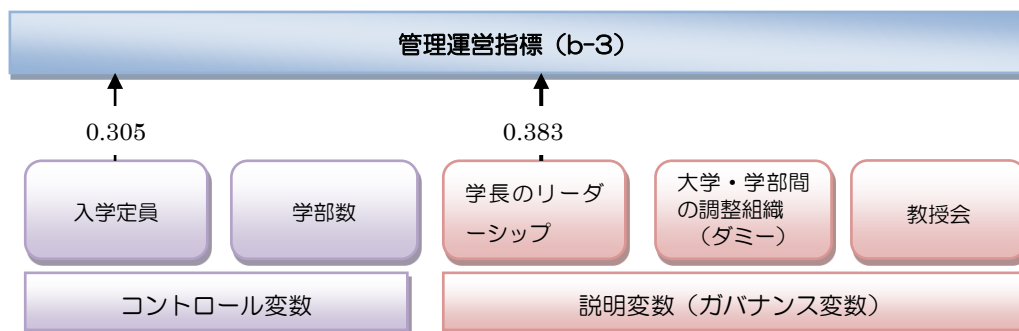 管理運営指標（b-3）
0.305
0.383
入学定員
学部数
学長のリーダ
ーシップ
大学・学部間
の調整組織
（ダミー）
教授会
コントロール変数
説明変数（ガバナンス変数）